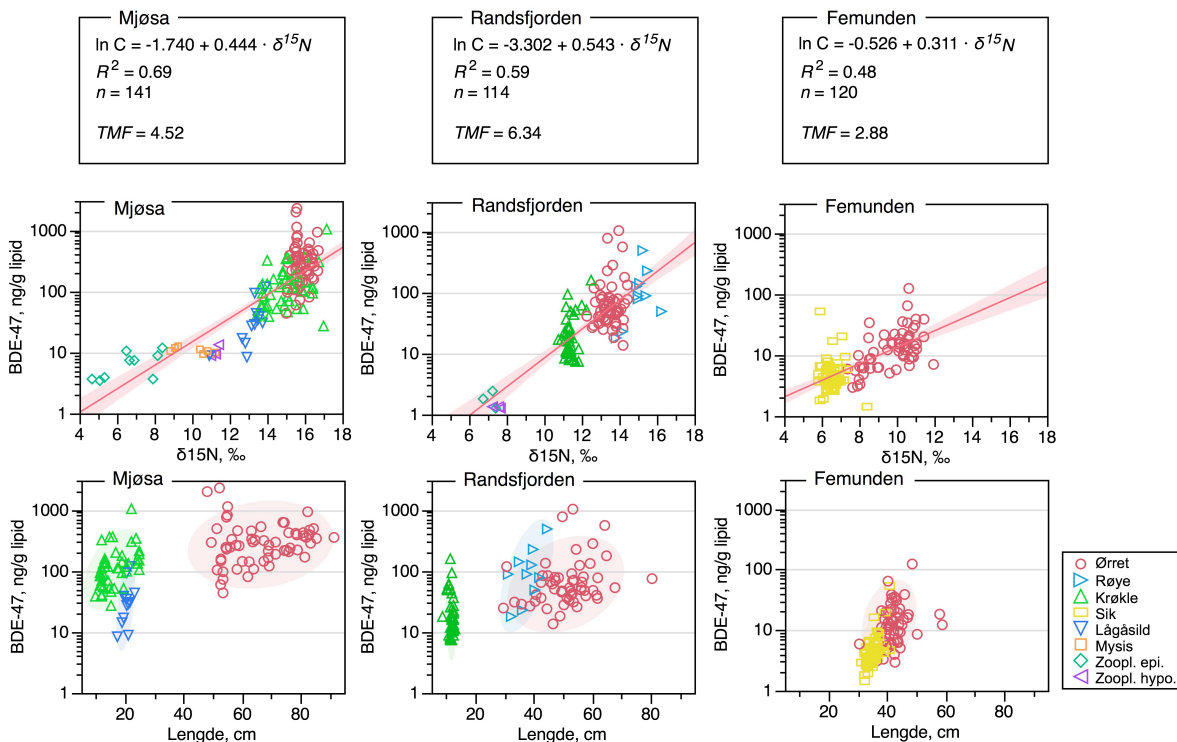 Mjøsa
ln C = -1.740 + 0.444 · δ¹⁵N
R² = 0.69
n = 141
TMF = 4.52
Randsfjorden
ln C = -3.302 + 0.543 · δ¹⁵N
R² = 0.59
n = 114
TMF = 6.34
Femunden
ln C = -0.526 + 0.311 · δ¹⁵N
R² = 0.48
n = 120
TMF = 2.88
Mjøsa
BDE-47, ng/g lipid
1000
100
10
1
4 6 8 10 12 14 16 18
δ15N, ‰
Randsfjorden
BDE-47, ng/g lipid
1000
100
10
1
4 6 8 10 12 14 16 18
δ15N, ‰
Femunden
BDE-47, ng/g lipid
1000
100
10
1
4 6 8 10 12 14 16 18
δ15N, ‰
Mjøsa
BDE-47, ng/g lipid
1000
100
10
1
20 40 60 80
Lengde, cm
Randsfjorden
BDE-47, ng/g lipid
1000
100
10
1
20 40 60 80
Lengde, cm
Femunden
BDE-47, ng/g lipid
1000
100
10
1
20 40 60 80
Lengde, cm
Ørret
Røye
Krøkle
Sik
Lågåsild
Mysis
Zoopl. epi.
Zoopl. hypo.